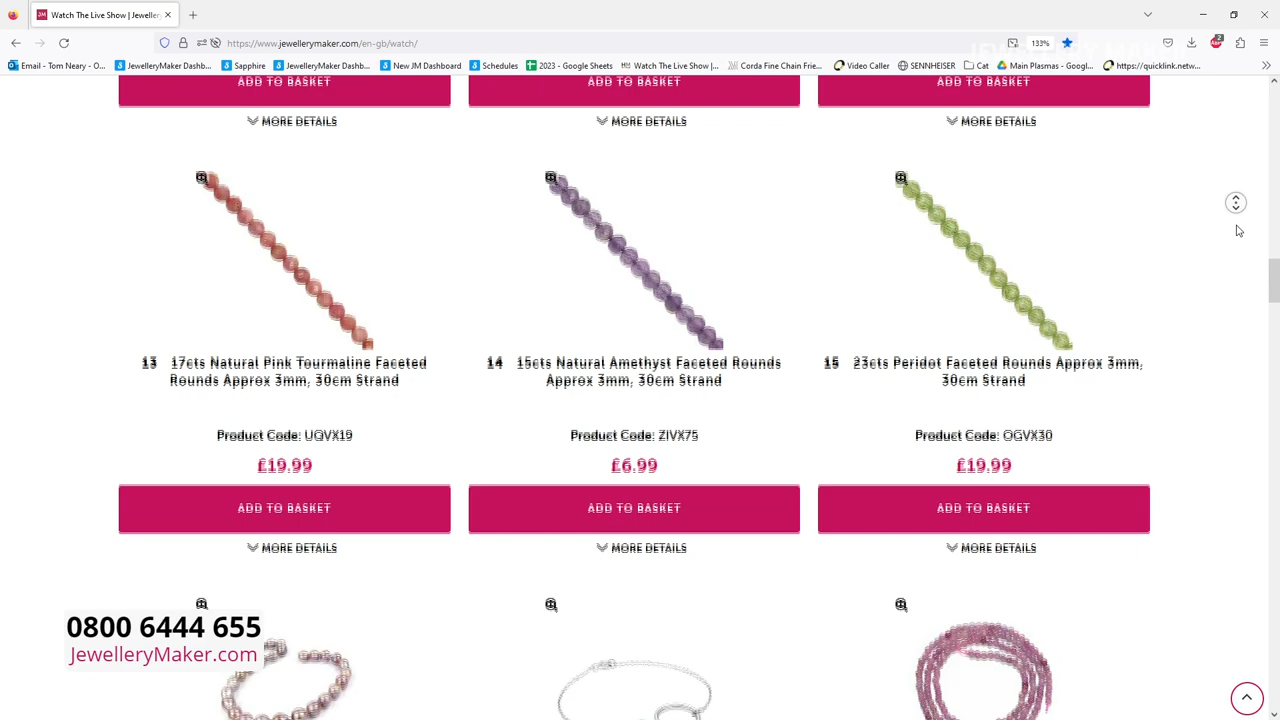 Watch The Live Show | Jeweller
https://www.jewellerymaker.com/en-gb/watch/
133%
2
Email - Tom Neary - O...
JewelleryMaker Dashb...
Sapphire
JewelleryMaker Dashb...
New JM Dashboard
Schedules
2023 - Google Sheets
Watch The Live Show |...
Corda Fine Chain Frie...
Video Caller
SENNHEISER
Cat
Main Plasmas - Googl...
https://quicklink.netw...
ADD TO BASKET ADD TO BASKET ADD TO BASKET
MORE DETAILS MORE DETAILS MORE DETAILS
13 17cts Natural Pink Tourmaline Faceted
Rounds Approx 3mm, 30cm Strand
Product Code: UQVX19
£19.99
ADD TO BASKET
MORE DETAILS
14 15cts Natural Amethyst Faceted Rounds
Approx 3mm, 30cm Strand
Product Code: ZIVX75
£6.99
ADD TO BASKET
MORE DETAILS
15 23cts Peridot Faceted Rounds Approx 3mm,
30cm Strand
Product Code: OGVX30
£19.99
ADD TO BASKET
MORE DETAILS
0800 6444 655
JewelleryMaker.com